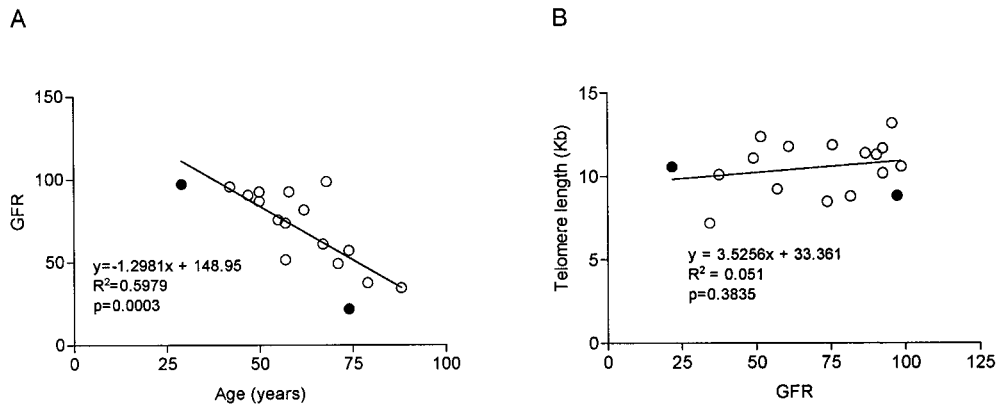 A
150
100
50
0
GFR
y=-1.2981x + 148.95
R²=0.5979
p=0.0003
0 25 50 75 100
Age (years)
B
15
10
5
0
Telomere length (Kb)
y = 3.5256x + 33.361
R² = 0.051
p=0.3835
0 25 50 75 100 125
GFR